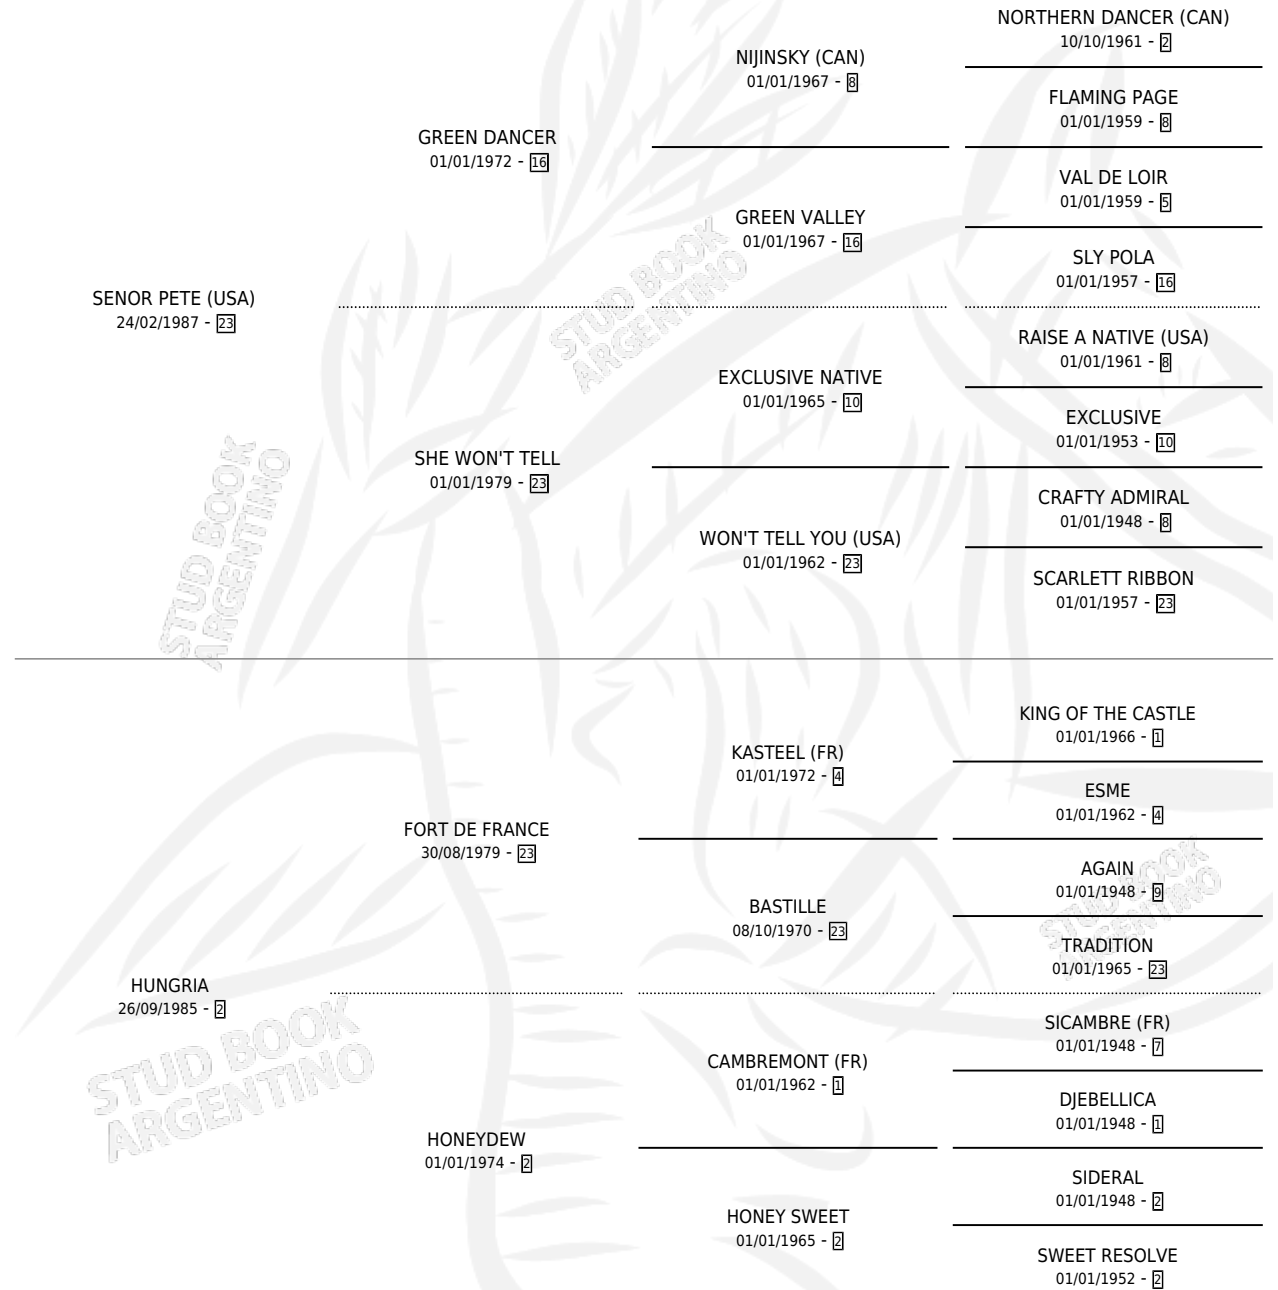 NORTHERN DANCER (CAN)
10/10/1961 - 2
NIJINSKY (CAN)
01/01/1967 - 8
FLAMING PAGE
01/01/1959 - 8
GREEN DANCER
01/01/1972 - 16
VAL DE LOIR
01/01/1959 - 5
GREEN VALLEY
01/01/1967 - 16
SLY POLA
01/01/1957 - 16
SENOR PETE (USA)
24/02/1987 - 23
RAISE A NATIVE (USA)
01/01/1961 - 8
EXCLUSIVE NATIVE
01/01/1965 - 10
EXCLUSIVE
01/01/1953 - 10
SHE WON'T TELL
01/01/1979 - 23
CRAFTY ADMIRAL
01/01/1948 - 8
WON'T TELL YOU (USA)
01/01/1962 - 23
SCARLETT RIBBON
01/01/1957 - 23
KING OF THE CASTLE
01/01/1966 - 1
KASTEEL (FR)
01/01/1972 - 4
ESME
01/01/1962 - 4
FORT DE FRANCE
30/08/1979 - 23
AGAIN
01/01/1948 - 9
BASTILLE
08/10/1970 - 23
TRADITION
01/01/1965 - 23
HUNGRIA
26/09/1985 - 2
SICAMBRE (FR)
01/01/1948 - 7
CAMBREMONT (FR)
01/01/1962 - 1
DJEBELLICA
01/01/1948 - 1
HONEYDEW
01/01/1974 - 2
SIDERAL
01/01/1948 - 2
HONEY SWEET
01/01/1965 - 2
SWEET RESOLVE
01/01/1952 - 2
STUD BOOK
ARGENTINO
STUD BOOK
ARGENTINO
STUD BOOK
ARGENTINO
STUD BOOK
ARGENTINO